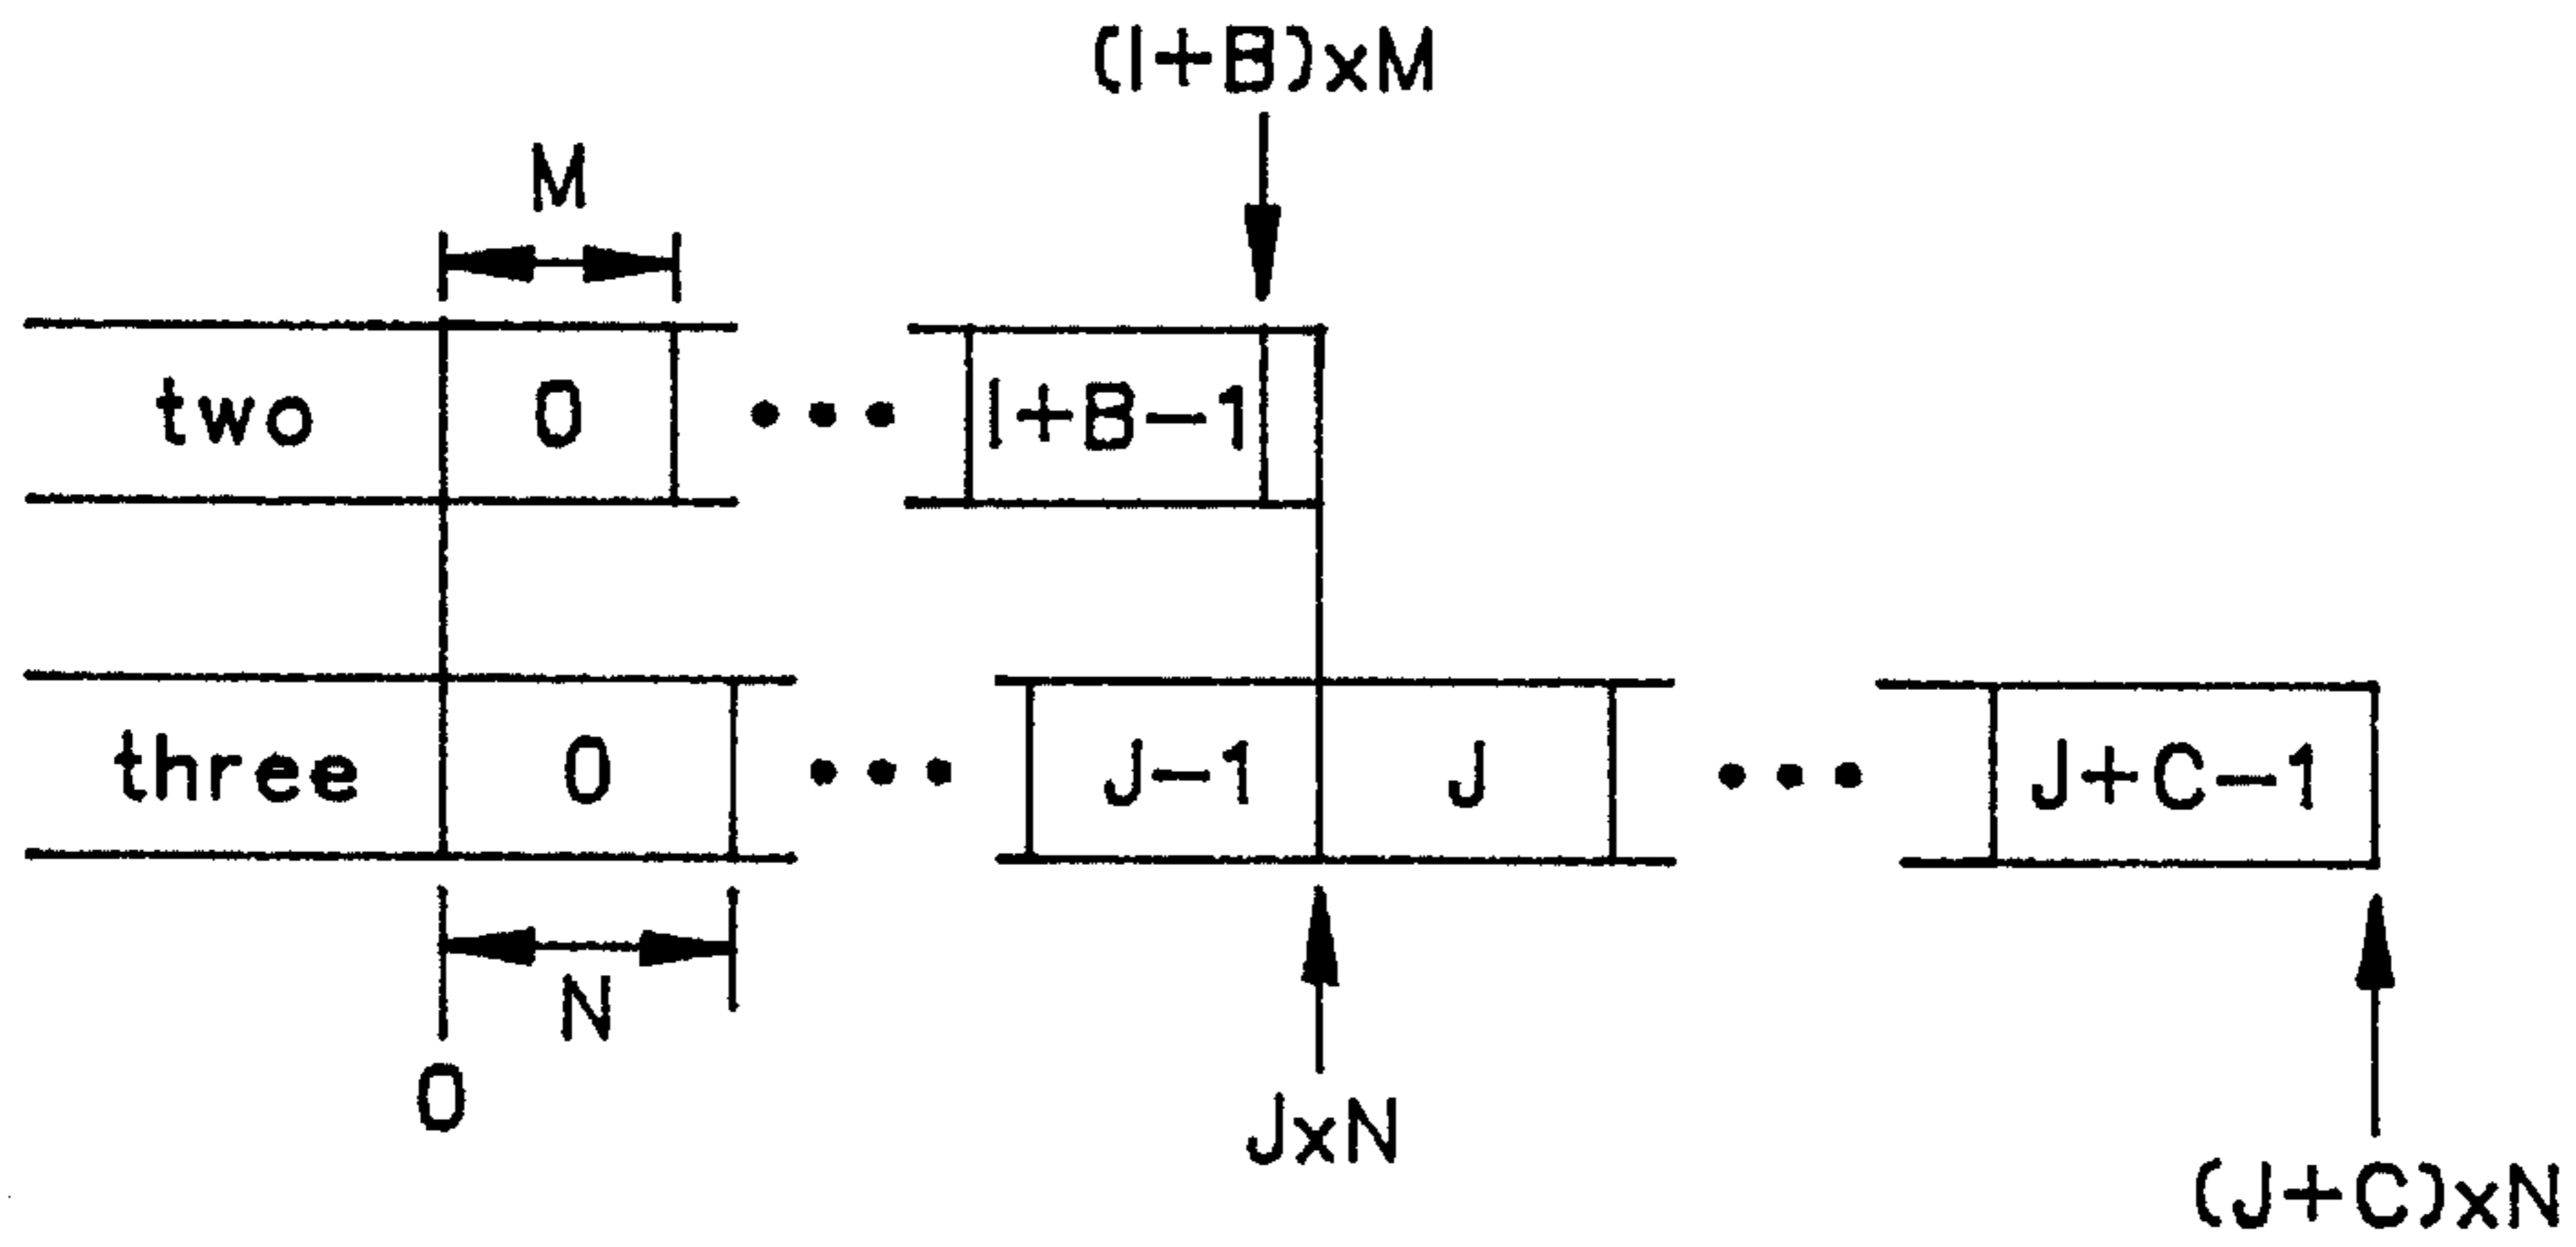 (I+B)xM
M
two 0 ••• I+B-1
three 0 ••• J-1 J ••• J+C-1
N
0
JxN
(J+C)xN